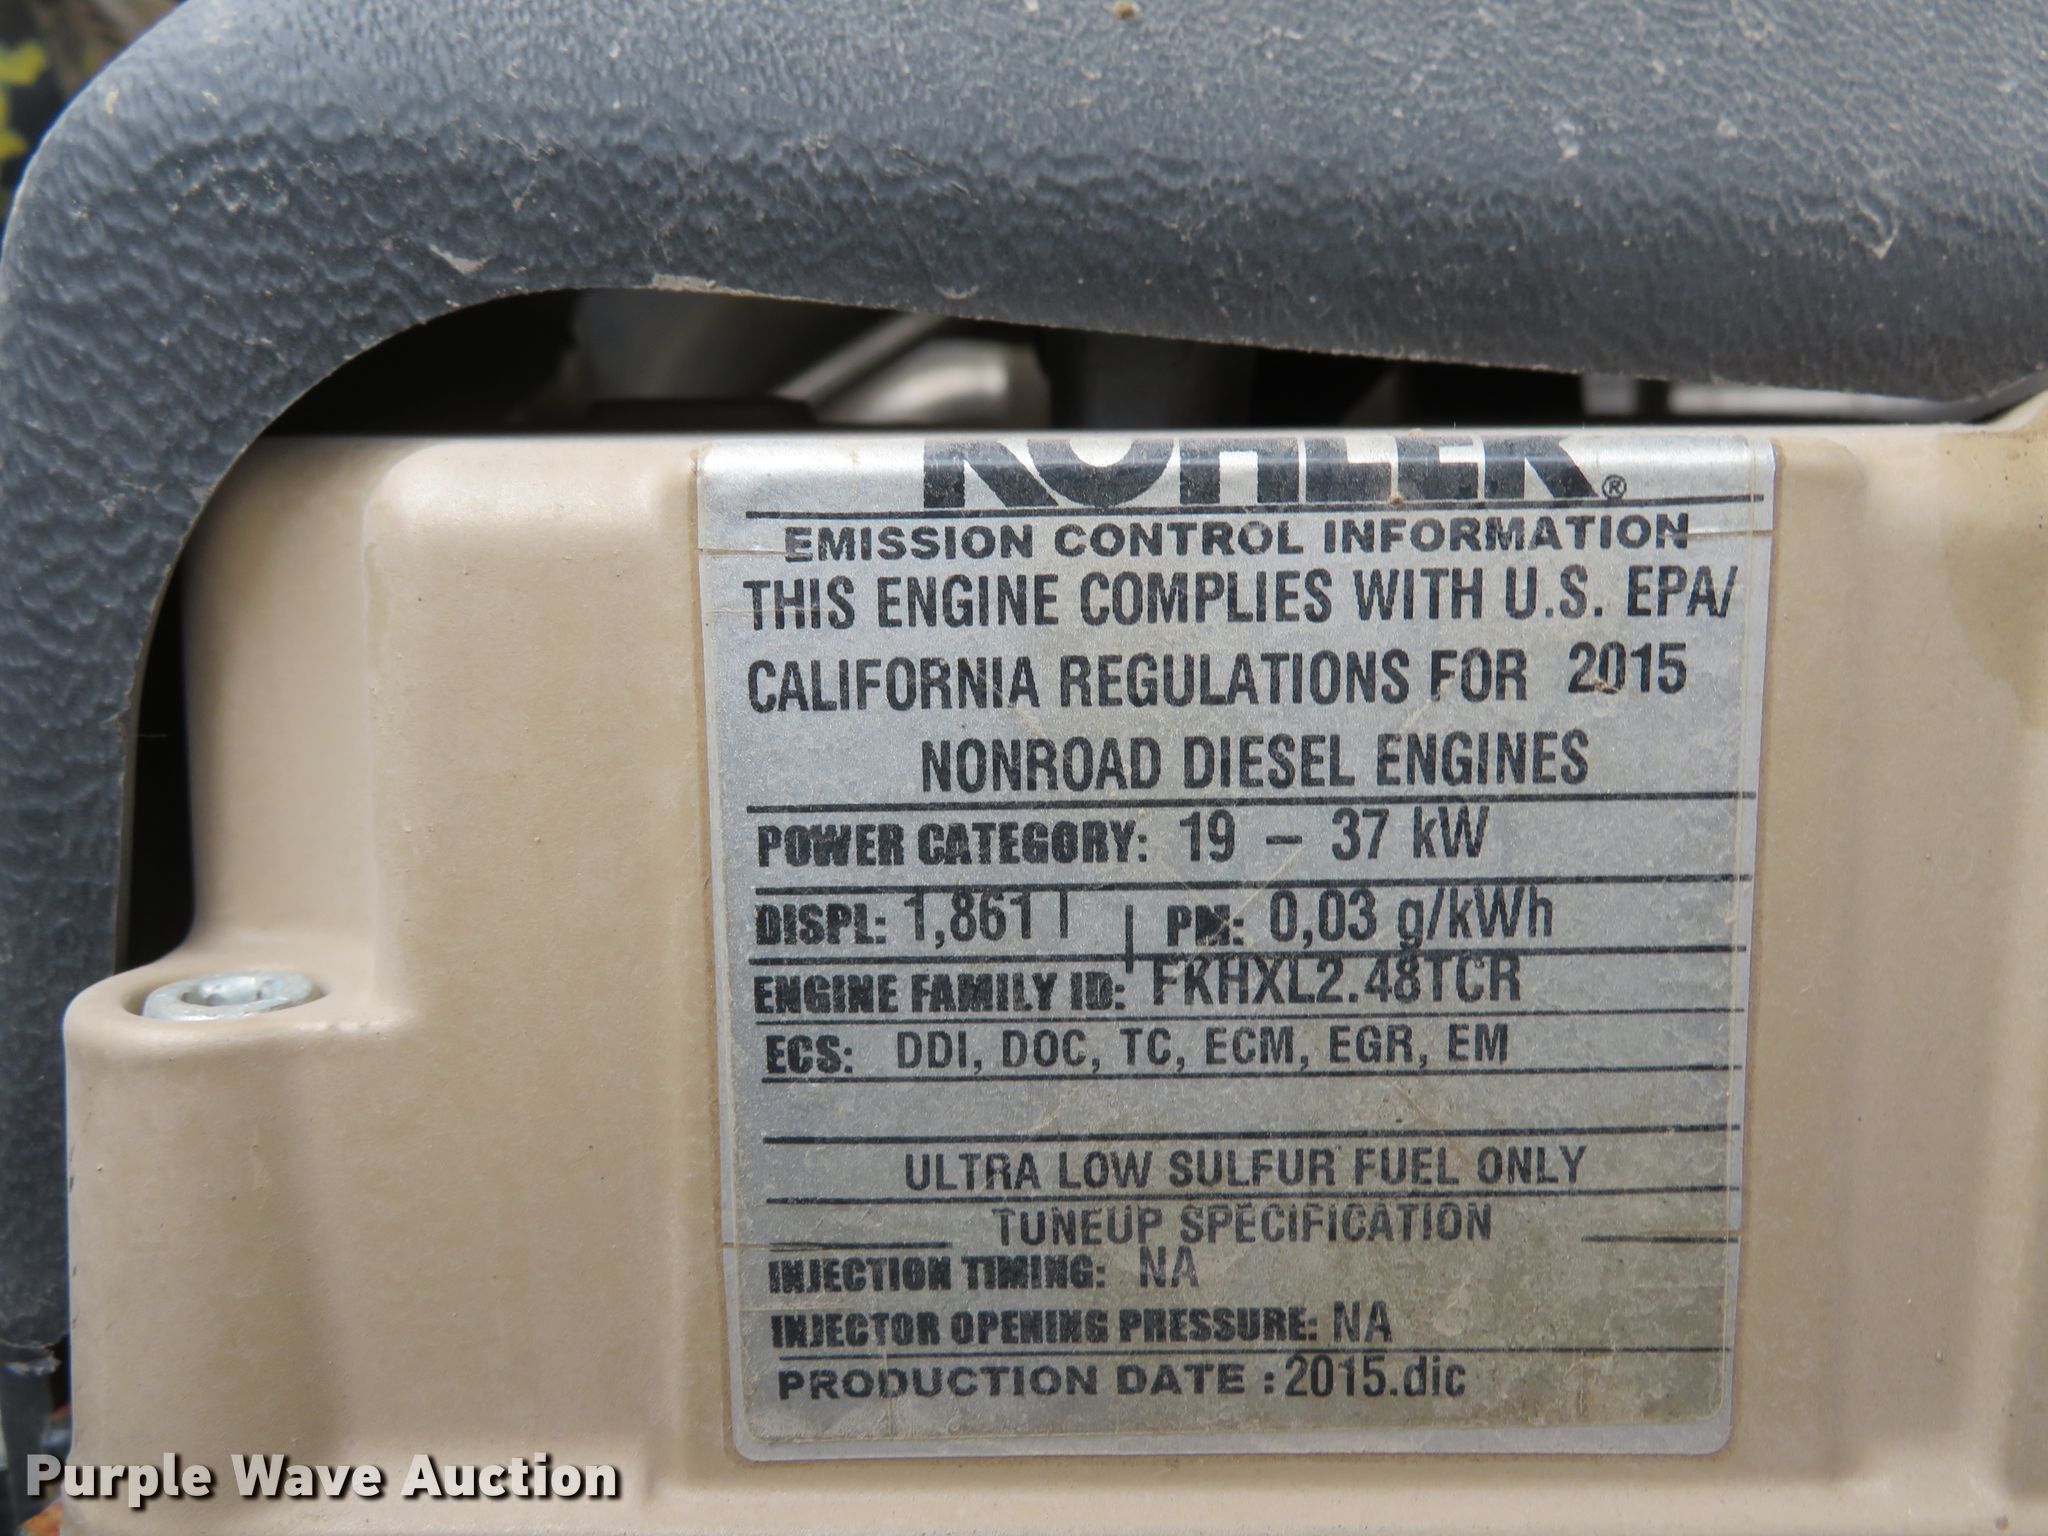 KOHLER®
EMISSION CONTROL INFORMATION
THIS ENGINE COMPLIES WITH U.S. EPA/
CALIFORNIA REGULATIONS FOR 2015
NONROAD DIESEL ENGINES
POWER CATEGORY: 19 – 37 kW
DISPL: 1,861 l | PM: 0,03 g/kWh
ENGINE FAMILY ID: FKHXL2.48TCR
ECS: DDI, DOC, TC, ECM, EGR, EM
ULTRA LOW SULFUR FUEL ONLY
TUNEUP SPECIFICATION
INJECTION TIMING: NA
INJECTOR OPENING PRESSURE: NA
PRODUCTION DATE : 2015.dic
Purple Wave Auction